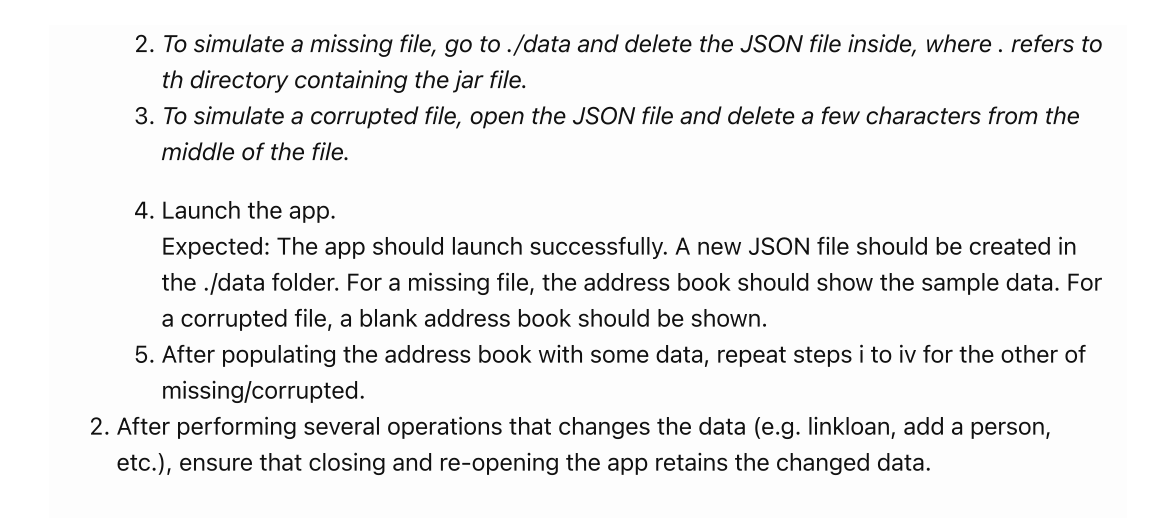 2. To simulate a missing file, go to ./data and delete the JSON file inside, where . refers to
th directory containing the jar file.
3. To simulate a corrupted file, open the JSON file and delete a few characters from the
middle of the file.
4. Launch the app.
Expected: The app should launch successfully. A new JSON file should be created in
the ./data folder. For a missing file, the address book should show the sample data. For
a corrupted file, a blank address book should be shown.
5. After populating the address book with some data, repeat steps i to iv for the other of
missing/corrupted.
2. After performing several operations that changes the data (e.g. linkloan, add a person,
etc.), ensure that closing and re-opening the app retains the changed data.